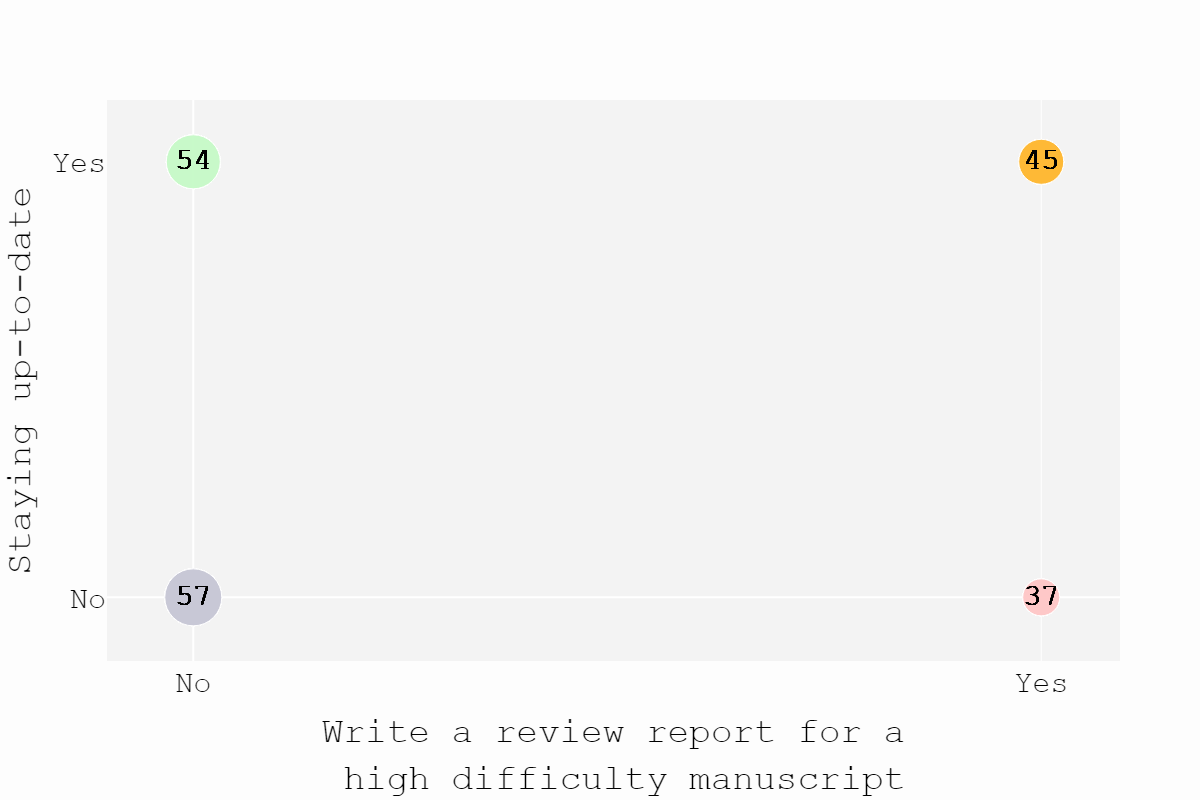 Yes
54
45
Staying up-to-date
No
57
37
No
Yes
Write a review report for a
high difficulty manuscript